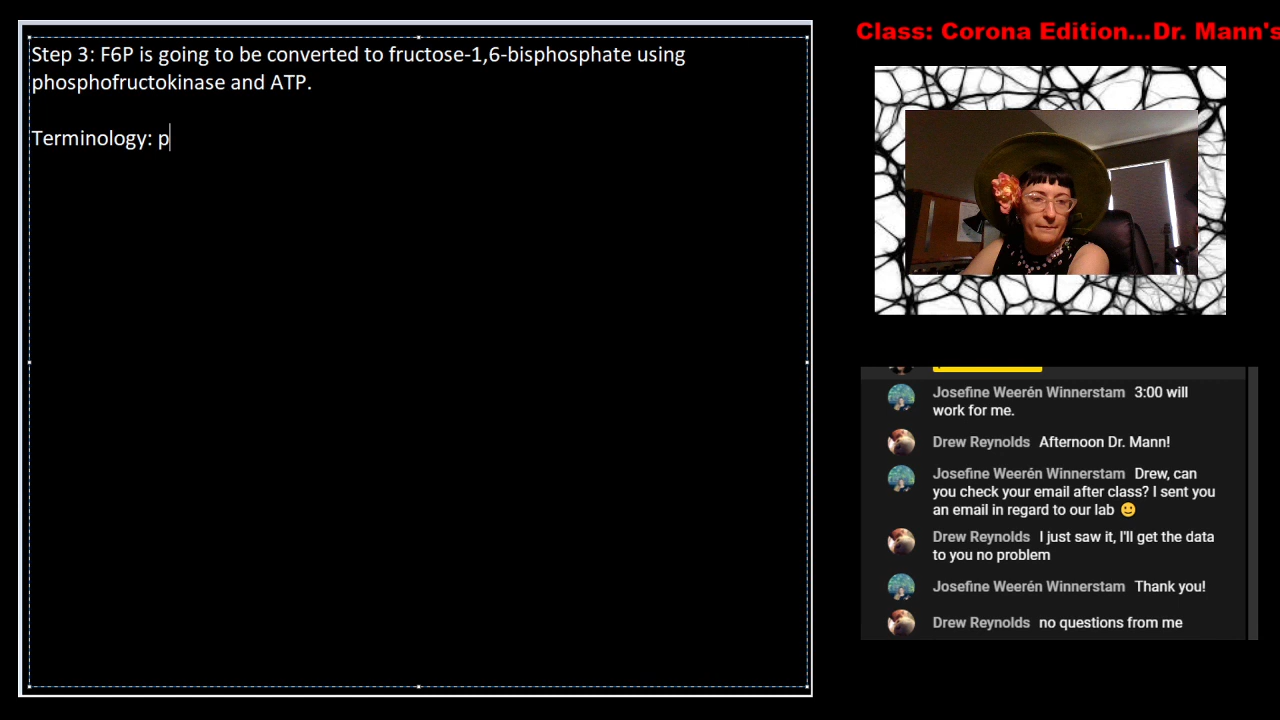 Step 3: F6P is going to be converted to fructose-1,6-bisphosphate using
phosphofructokinase and ATP.
Terminology: p
Class: Corona Edition...Dr. Mann's
Josefine Weerén Winnerstam 3:00 will
work for me.
Drew Reynolds Afternoon Dr. Mann!
Josefine Weerén Winnerstam Drew, can
you check your email after class? I sent you
an email in regard to our lab 🙂
Drew Reynolds I just saw it, I'll get the data
to you no problem
Josefine Weerén Winnerstam Thank you!
Drew Reynolds no questions from me